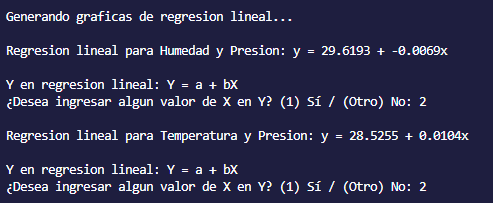 Generando graficas de regresion lineal...
Regresion lineal para Humedad y Presion: y = 29.6193 + -0.0069x
Y en regresion lineal: Y = a + bX
¿Desea ingresar algun valor de X en Y? (1) Sí / (Otro) No: 2
Regresion lineal para Temperatura y Presion: y = 28.5255 + 0.0104x
Y en regresion lineal: Y = a + bX
¿Desea ingresar algun valor de X en Y? (1) Sí / (Otro) No: 2